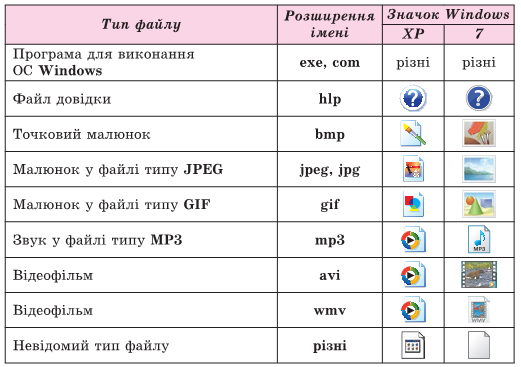 Тип файлу Розширення імені Значок Windows
XP 7
Програма для виконання ОС Windows exe, com різні різні
Файл довідки hlp
Точковий малюнок bmp
Малюнок у файлі типу JPEG jpeg, jpg
Малюнок у файлі типу GIF gif
Звук у файлі типу MP3 mp3 MP3
Відеофільм avi
Відеофільм wmv WMV
Невідомий тип файлу різні